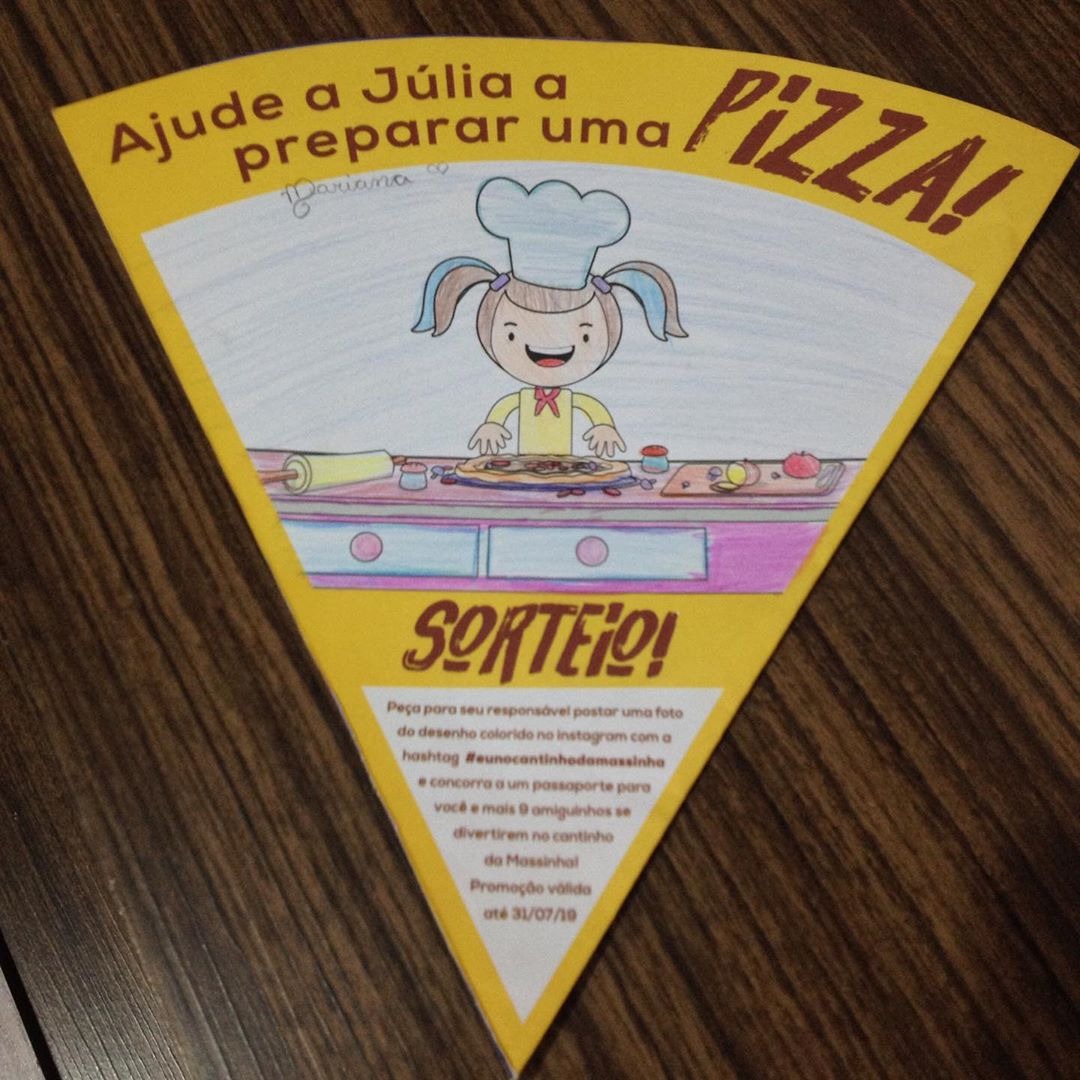 Ajude a Júlia a
preparar uma PiZZA!
Mariana
SORTEiO!
Peça para seu responsável postar uma foto
do desenho colorido no instagram com a
hashtag #eunocantinhodamassinha
e concorra a um passaporte para
você e mais 9 amiguinhos se
divertirem no cantinho
da Massinha!
Promoção válida
até 31/07/19